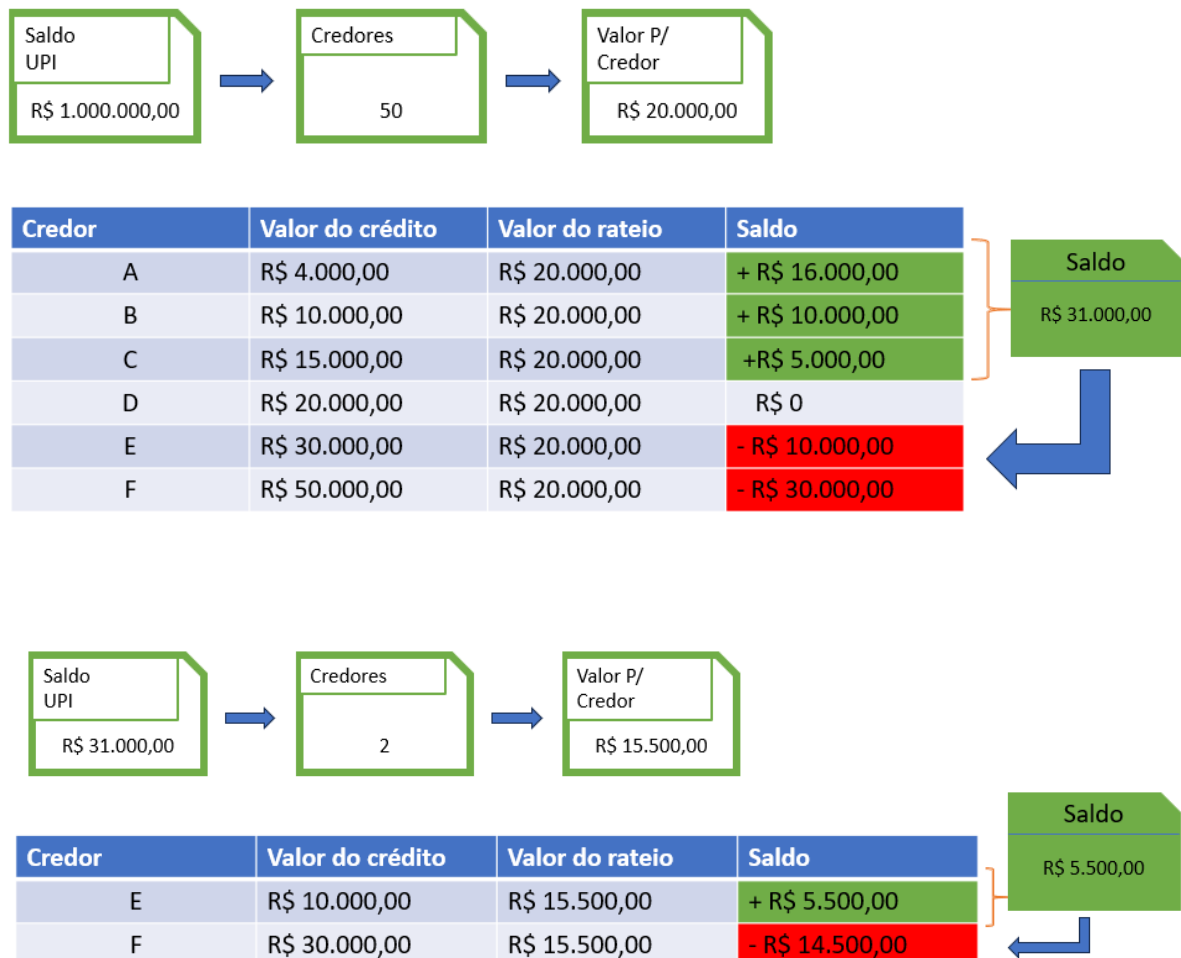 Saldo
UPI
R$ 1.000.000,00
Credores
50
Valor P/
Credor
R$ 20.000,00
Credor Valor do crédito Valor do rateio Saldo
A R$ 4.000,00 R$ 20.000,00 + R$ 16.000,00
B R$ 10.000,00 R$ 20.000,00 + R$ 10.000,00
C R$ 15.000,00 R$ 20.000,00 +R$ 5.000,00
D R$ 20.000,00 R$ 20.000,00 R$ 0
E R$ 30.000,00 R$ 20.000,00 - R$ 10.000,00
F R$ 50.000,00 R$ 20.000,00 - R$ 30.000,00
Saldo
R$ 31.000,00
Saldo
UPI
R$ 31.000,00
Credores
2
Valor P/
Credor
R$ 15.500,00
Credor Valor do crédito Valor do rateio Saldo
E R$ 10.000,00 R$ 15.500,00 + R$ 5.500,00
F R$ 30.000,00 R$ 15.500,00 - R$ 14.500,00
Saldo
R$ 5.500,00